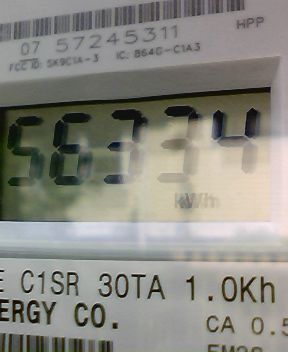 HPP
07 57245311
FCC ID: SK9C1A-3 IC: 864G-C1A3
56334
kWh
E C1SR 30TA 1.0Kh
ERGY CO.
CA 0.5